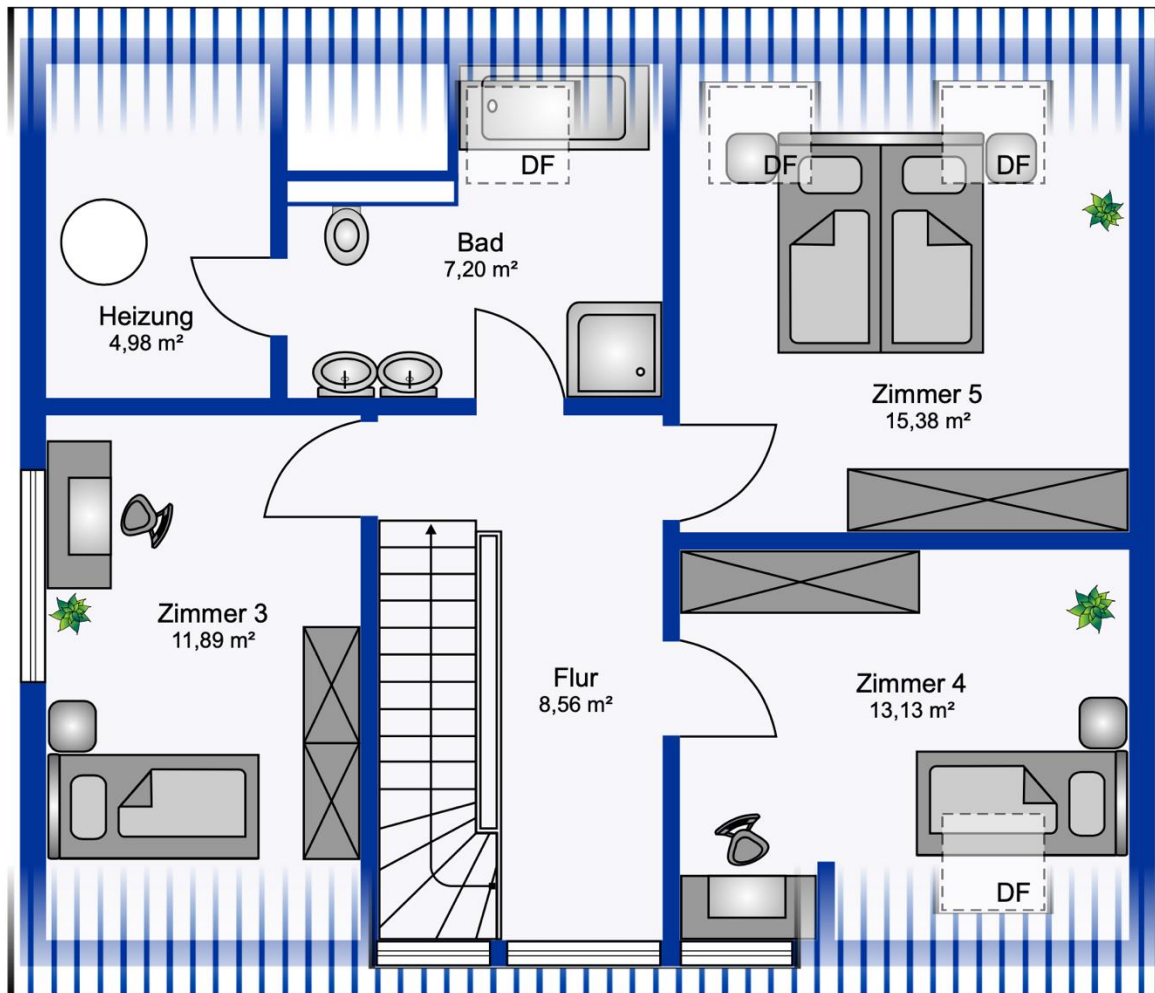 DF
DF
DF
Bad
7,20 m²
Heizung
4,98 m²
Zimmer 5
15,38 m²
Zimmer 3
11,89 m²
Flur
8,56 m²
Zimmer 4
13,13 m²
DF